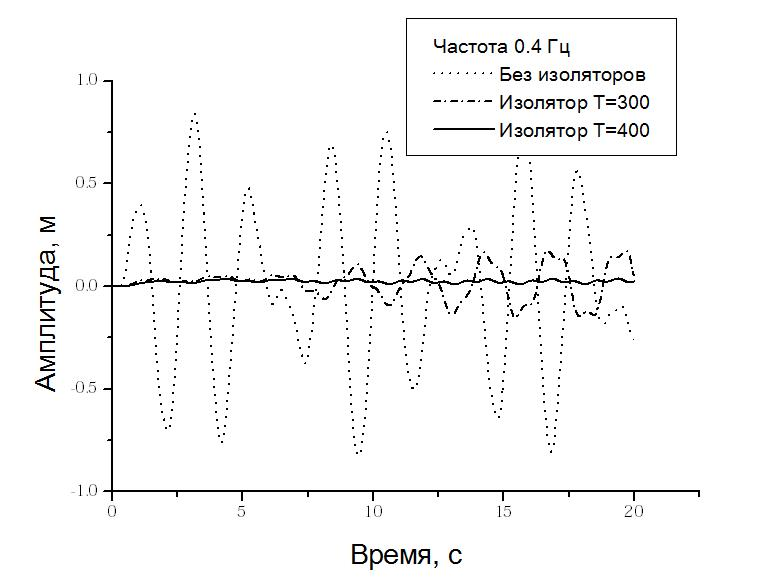 Частота 0.4 Гц
Без изоляторов
Изолятор T=300
Изолятор T=400
1.0
0.5
0.0
-0.5
-1.0
Амплитуда, м
0
5
10
15
20
Время, с